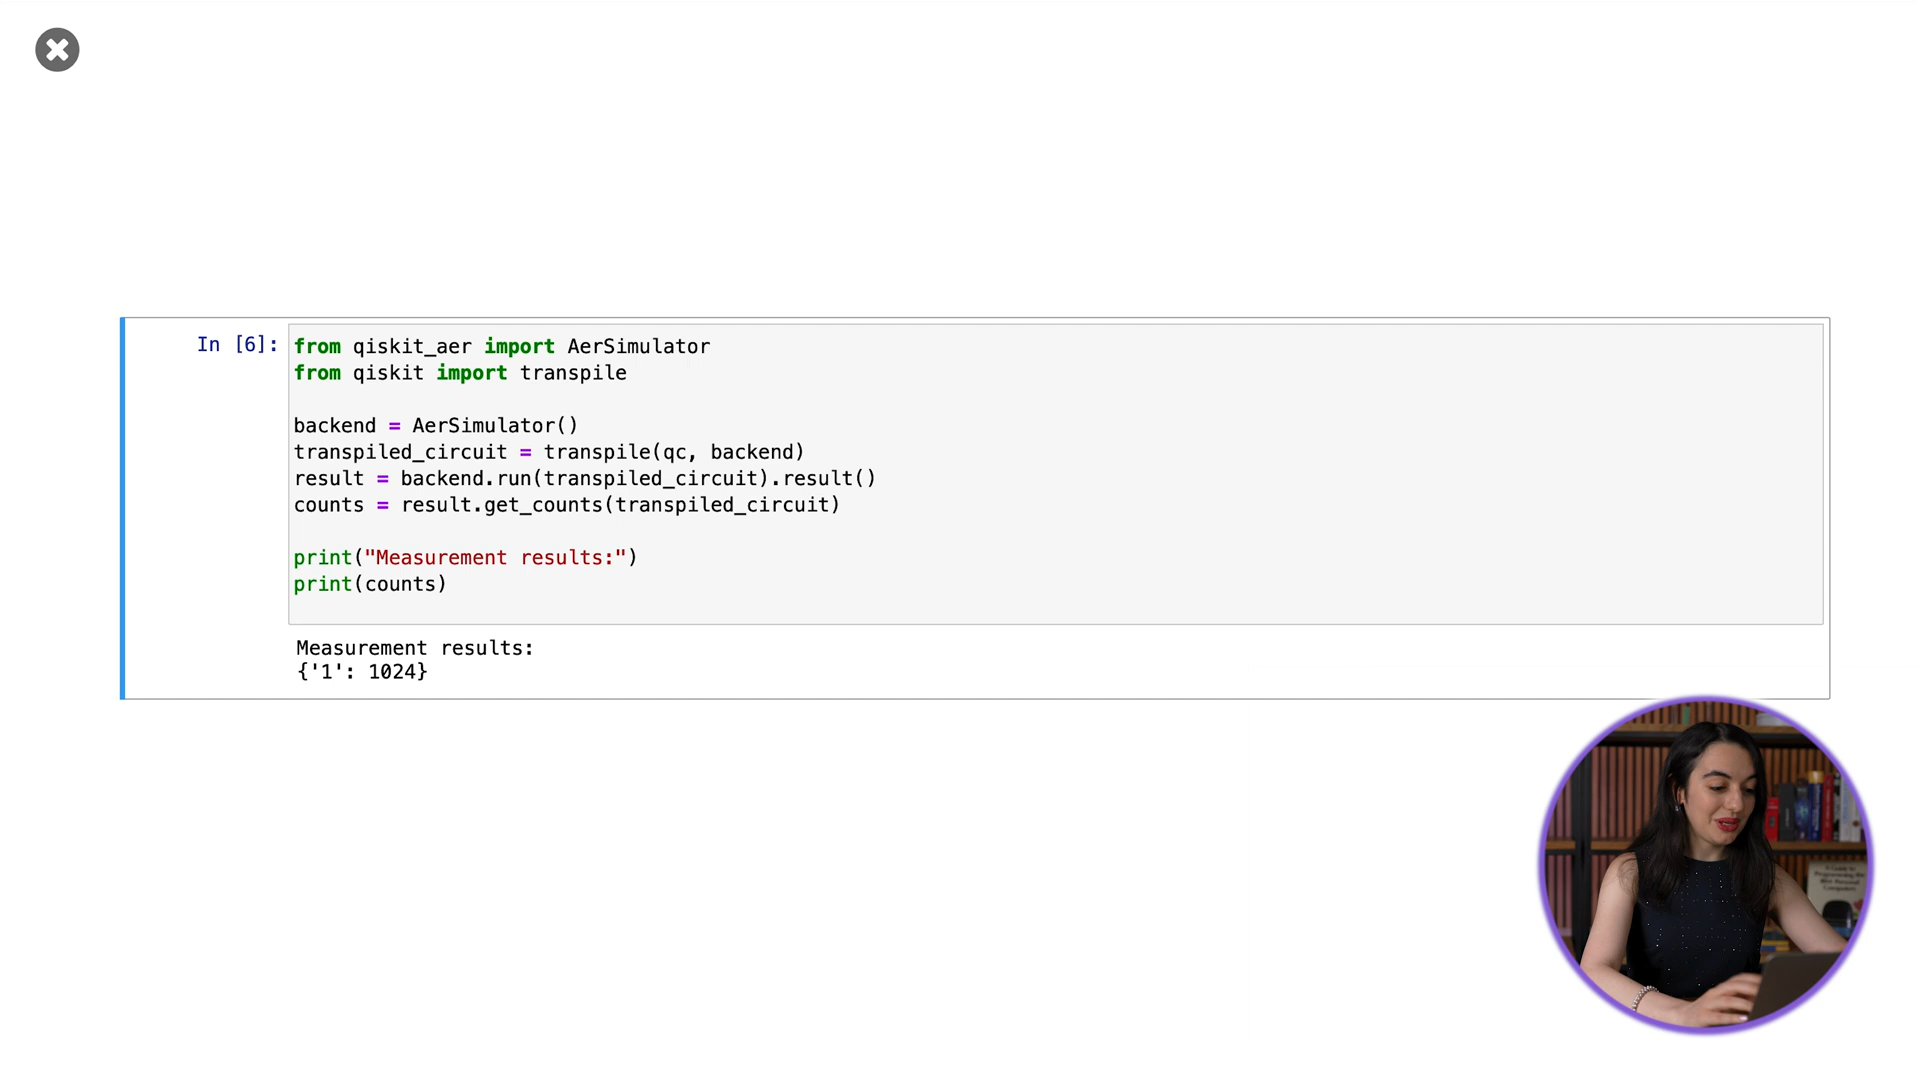 In [6]:
from qiskit_aer import AerSimulator
from qiskit import transpile
backend = AerSimulator()
transpiled_circuit = transpile(qc, backend)
result = backend.run(transpiled_circuit).result()
counts = result.get_counts(transpiled_circuit)
print("Measurement results:")
print(counts)
Measurement results:
{'1': 1024}